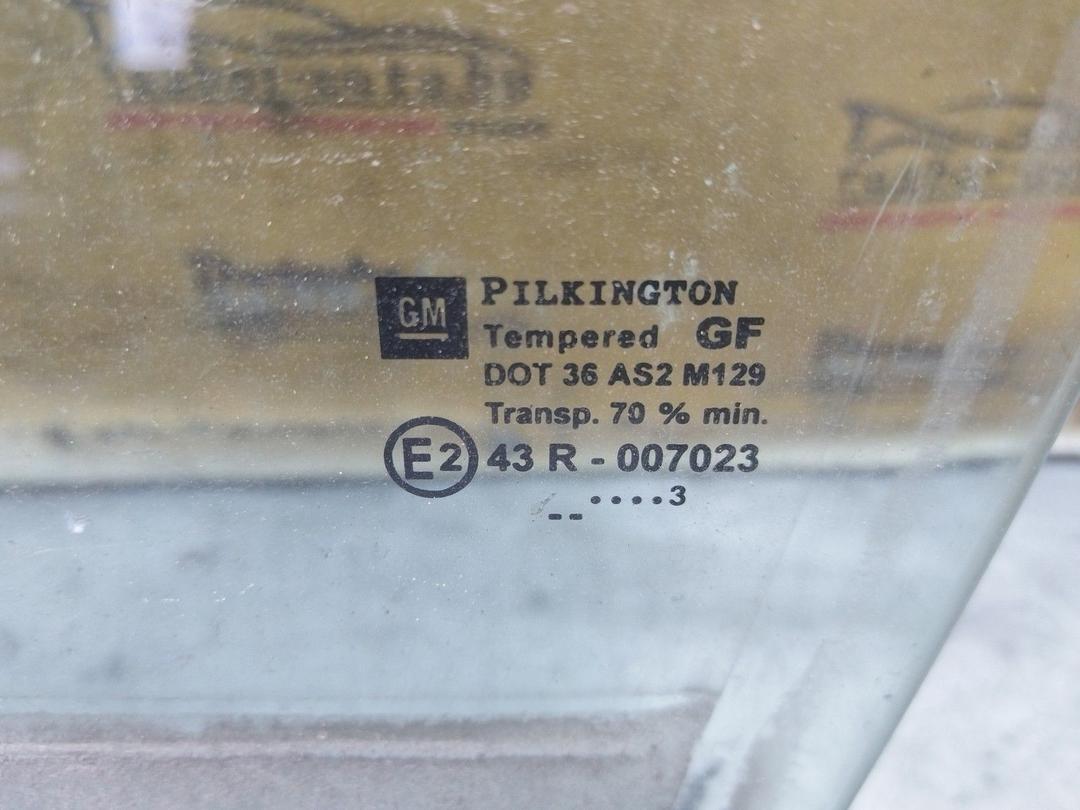 GM PILKINGTON
Tempered GF
DOT 36 AS2 M129
Transp. 70 % min.
E2 43 R - 007023
-- ....3